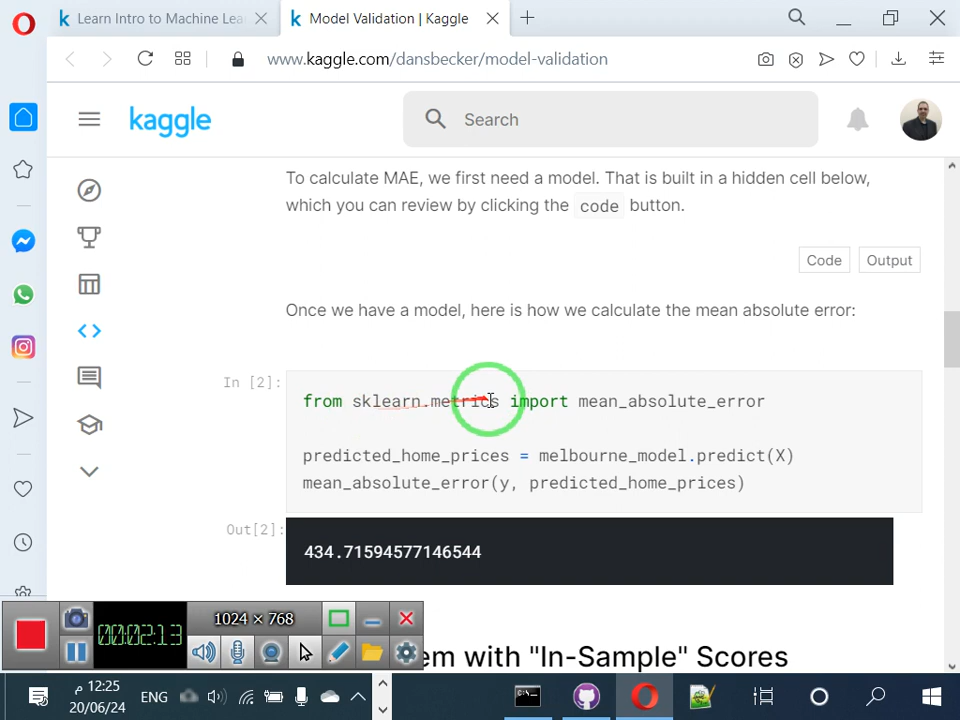 Learn Intro to Machine Lea
Model Validation | Kaggle
www.kaggle.com/dansbecker/model-validation
kaggle
Search
To calculate MAE, we first need a model. That is built in a hidden cell below,
which you can review by clicking the code button.
Code
Output
Once we have a model, here is how we calculate the mean absolute error:
In [2]:
from sklearn.metrics import mean_absolute_error
predicted_home_prices = melbourne_model.predict(X)
mean_absolute_error(y, predicted_home_prices)
Out[2]:
434.71594577146544
em with "In-Sample" Scores
00:02:13
1024 × 768
12:25 م
ENG
20/06/24